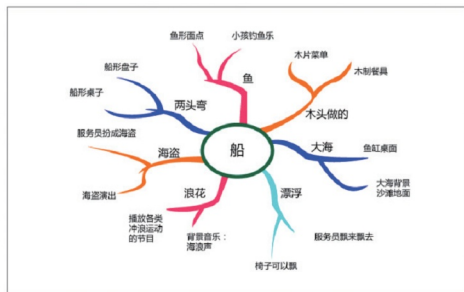 鱼形面点
小孩钓鱼乐
鱼
木片菜单
木制餐具
木头做的
船形盘子
船形桌子
两头弯
服务员扮成海盗
海盗
海盗演出
船
大海
鱼缸桌面
大海背景
沙滩地面
浪花
播放各类
冲浪运动
的节目
背景音乐：
海浪声
漂浮
服务员飘来飘去
椅子可以飘